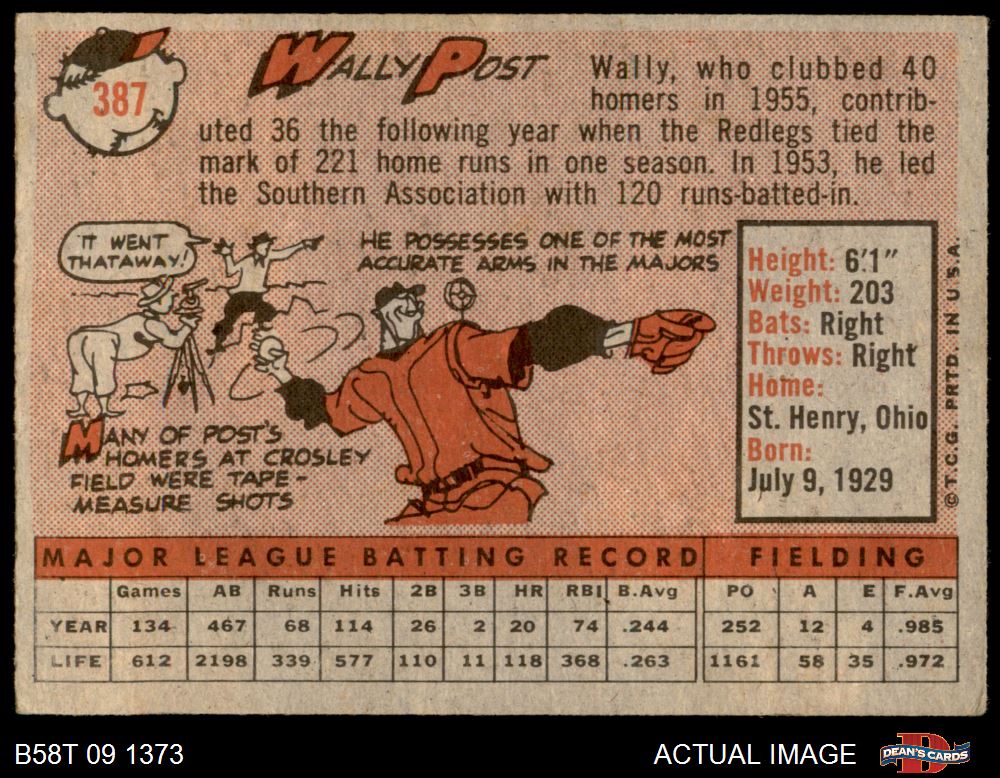 387
WALLY POST
Wally, who clubbed 40
homers in 1955, contrib-
uted 36 the following year when the Redlegs tied the
mark of 221 home runs in one season. In 1953, he led
the Southern Association with 120 runs-batted-in.
IT WENT
THATAWAY!
HE POSSESSES ONE OF THE MOST
ACCURATE ARMS IN THE MAJORS
MANY OF POST'S
HOMERS AT CROSLEY
FIELD WERE TAPE-
MEASURE SHOTS
Height: 6'1"
Weight: 203
Bats: Right
Throws: Right
Home:
St. Henry, Ohio
Born:
July 9, 1929
© T.C.G. PRTD. IN U.S.A.
MAJOR LEAGUE BATTING RECORD FIELDING
Games AB Runs Hits 2B 3B HR RBI B.Avg PO A E F.Avg
YEAR 134 467 68 114 26 2 20 74 .244 252 12 4 .985
LIFE 612 2198 339 577 110 11 118 368 .263 1161 58 35 .972
B58T 09 1373
ACTUAL IMAGE
DEAN'S CARDS